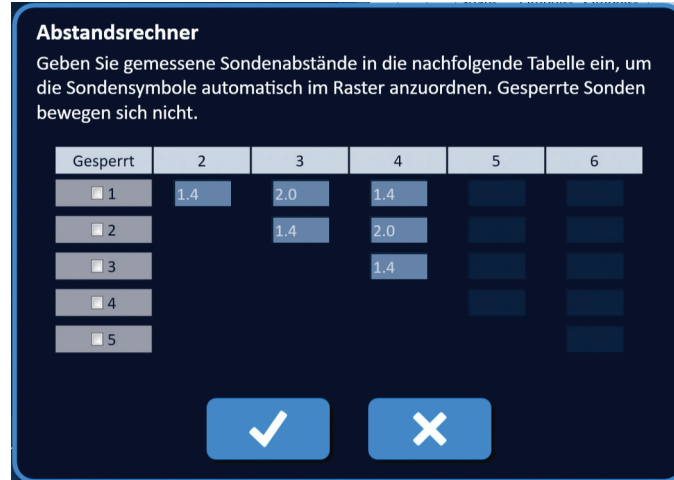 Abstandsrechner
Geben Sie gemessene Sondenabstände in die nachfolgende Tabelle ein, um
die Sondensymbole automatisch im Raster anzuordnen. Gesperrte Sonden
bewegen sich nicht.
Gesperrt 2 3 4 5 6
1 1.4 2.0 1.4
2 1.4 2.0
3 1.4
4
5